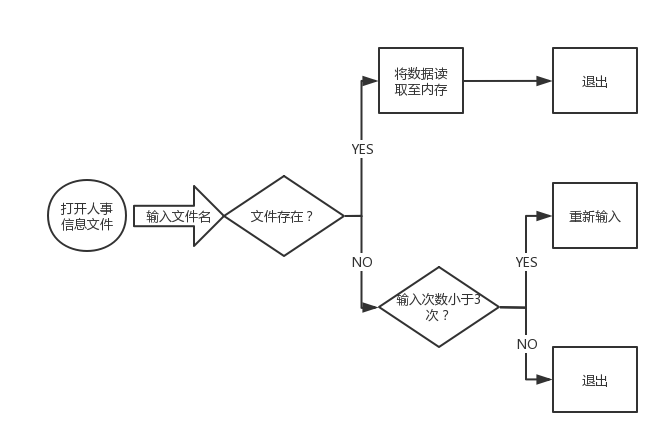 将数据读
取至内存
退出
YES
打开人事
信息文件
输入文件名
文件存在？
重新输入
NO
YES
输入次数小于3
次？
NO
退出